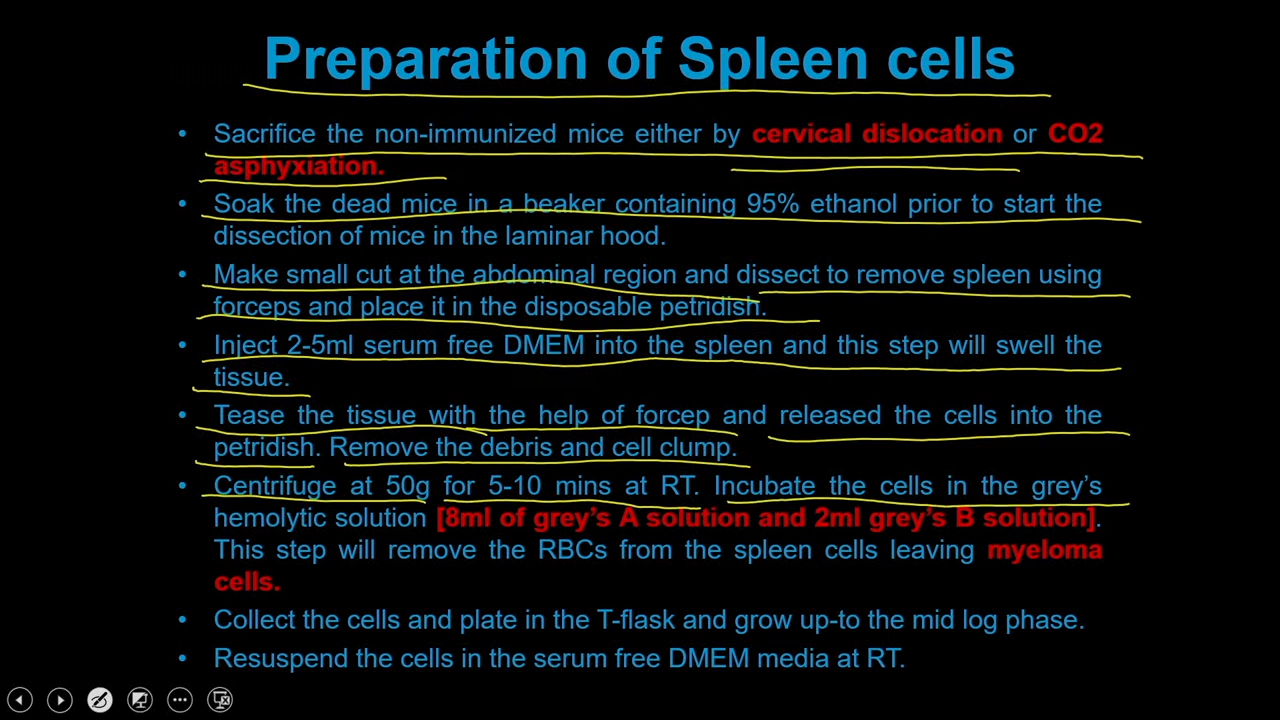 Preparation of Spleen cells
• Sacrifice the non-immunized mice either by cervical dislocation or CO2
asphyxiation.
• Soak the dead mice in a beaker containing 95% ethanol prior to start the
dissection of mice in the laminar hood.
• Make small cut at the abdominal region and dissect to remove spleen using
forceps and place it in the disposable petridish.
• Inject 2-5ml serum free DMEM into the spleen and this step will swell the
tissue.
• Tease the tissue with the help of forcep and released the cells into the
petridish. Remove the debris and cell clump.
• Centrifuge at 50g for 5-10 mins at RT. Incubate the cells in the grey's
hemolytic solution [8ml of grey's A solution and 2ml grey's B solution].
This step will remove the RBCs from the spleen cells leaving myeloma
cells.
• Collect the cells and plate in the T-flask and grow up-to the mid log phase.
• Resuspend the cells in the serum free DMEM media at RT.